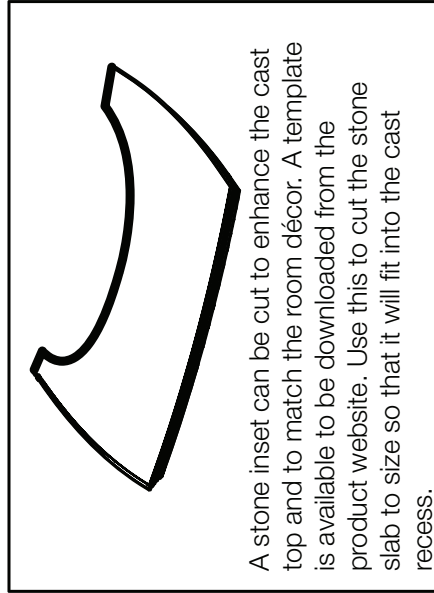 A stone inset can be cut to enhance the cast
top and to match the room décor. A template
is available to be downloaded from the
product website. Use this to cut the stone
slab to size so that it will fit into the cast
recess.